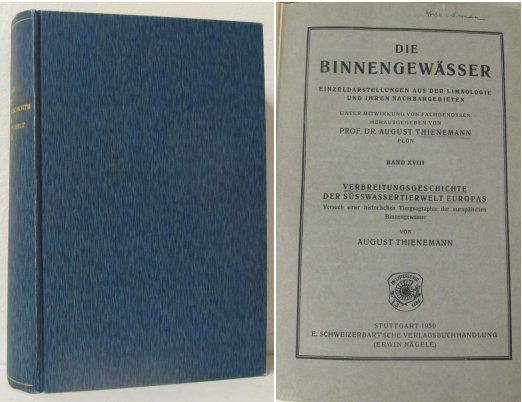 DIE
BINNENGEWÄSSER
EINZELDARSTELLUNGEN AUS DER LIMNOLOGIE
UND IHREN NACHBARGEBIETEN
UNTER MITWIRKUNG VON FACHGENOSSEN
HERAUSGEGEBEN VON
PROF. DR. AUGUST THIENEMANN
PLÖN
BAND XVIII
VERBREITUNGSGESCHICHTE
DER SÜSSWASSERTIERWELT EUROPAS
Versuch einer historischen Tiergeographie der europäischen
Binnengewässer
VON
AUGUST THIENEMANN
STUTTGART 1950
E. SCHWEIZERBART'SCHE VERLAGSBUCHHANDLUNG
(ERWIN NÄGELE)